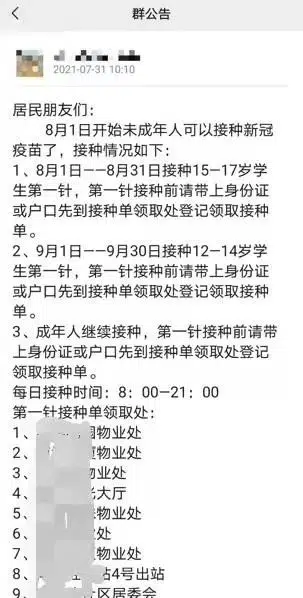 群公告
2021-07-31 10:10
居民朋友们：
8月1日开始未成年人可以接种新冠
疫苗了，接种情况如下：
1、8月1日——8月31日接种15—17岁学
生第一针，第一针接种前请带上身份证
或户口先到接种单领取处登记领取接种
单。
2、9月1日——9月30日接种12—14岁学
生第一针，第一针接种前请带上身份证
或户口先到接种单领取处登记领取接种
单。
3、成年人继续接种，第一针接种前请带
上身份证或户口先到接种单领取处登记
领取接种单。
每日接种时间：8：00—21：00
第一针接种单领取处：
1、物业处
2、物业处
3、物业处
4、大厅
5、物业处
6、处
7、物业处
8、站4号出站
9、区居委会